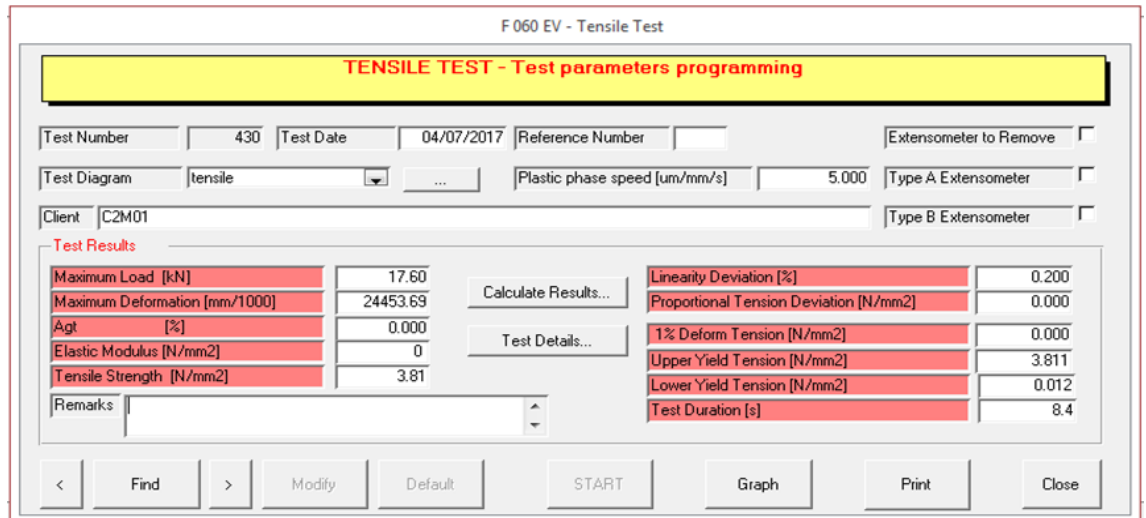 F 060 EV - Tensile Test
TENSILE TEST - Test parameters programming
Test Number 430 Test Date 04/07/2017 Reference Number Extensometer to Remove
Test Diagram tensile ... Plastic phase speed [um/mm/s] 5.000 Type A Extensometer
Client C2M01 Type B Extensometer
Test Results
Maximum Load [kN] 17.60 Calculate Results... Linearity Deviation [%] 0.200
Maximum Deformation [mm/1000] 24453.69 Proportional Tension Deviation [N/mm2] 0.000
Agt [%] 0.000 Test Details... 1% Deform Tension [N/mm2] 0.000
Elastic Modulus [N/mm2] 0 Upper Yield Tension [N/mm2] 3.811
Tensile Strength [N/mm2] 3.81 Lower Yield Tension [N/mm2] 0.012
Remarks Test Duration [s] 8.4
< Find > Modify Default START Graph Print Close